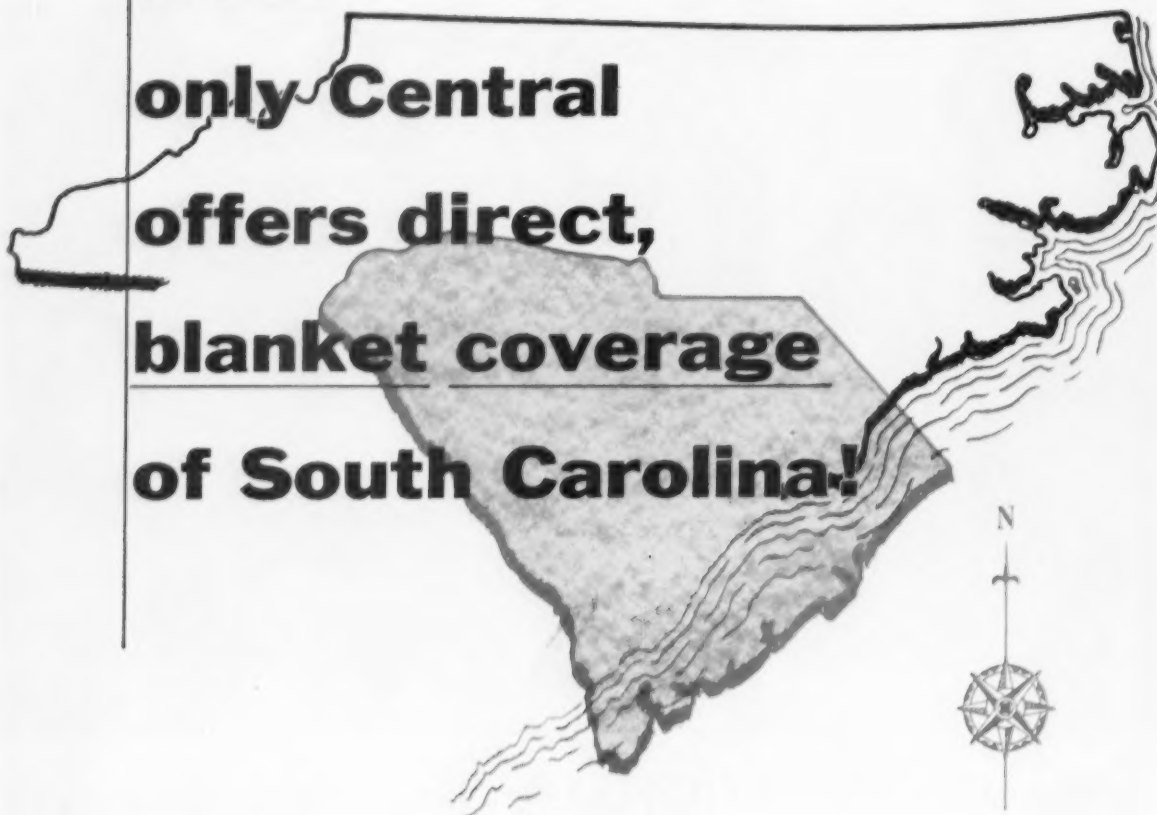 only Central
offers direct,
blanket coverage
of South Carolina!
N